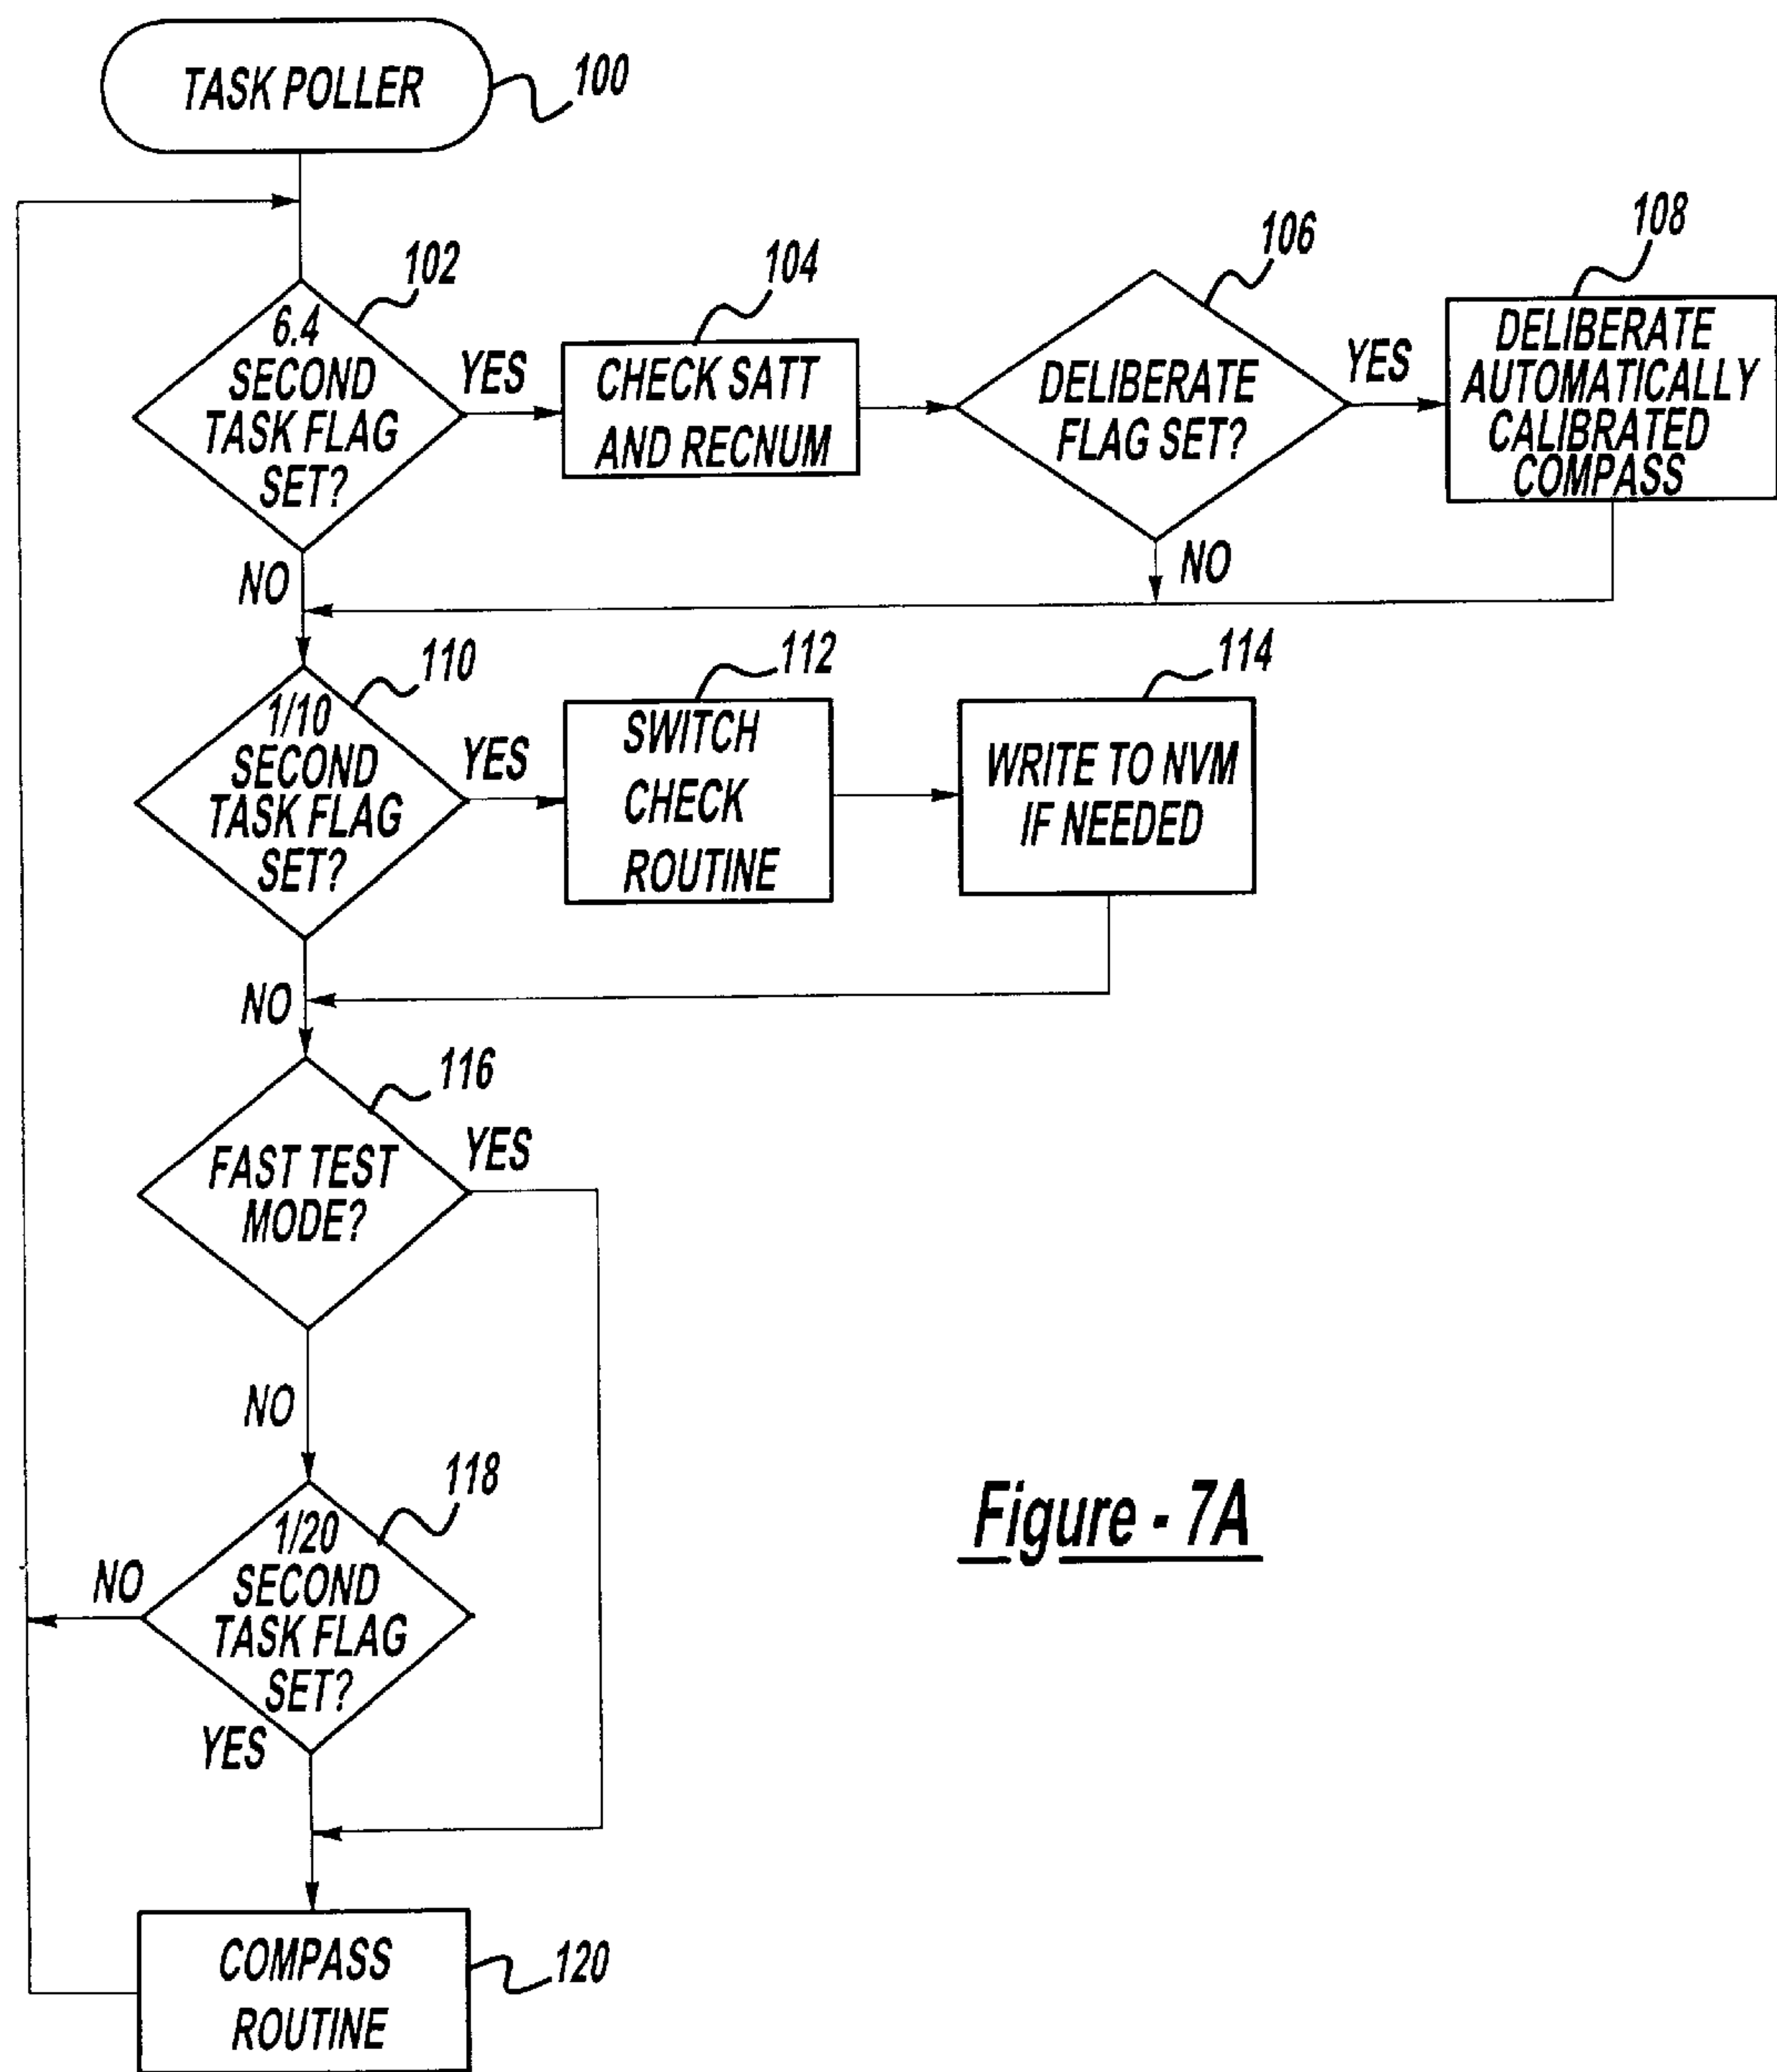 TASK POLLER
100
102
6.4
SECOND
TASK FLAG
SET?
YES
NO
104
CHECK SATT
AND RECNUM
106
DELIBERATE
FLAG SET?
YES
NO
108
DELIBERATE
AUTOMATICALLY
CALIBRATED
COMPASS
110
1/10
SECOND
TASK FLAG
SET?
YES
NO
112
SWITCH
CHECK
ROUTINE
114
WRITE TO NVM
IF NEEDED
116
FAST TEST
MODE?
YES
NO
118
1/20
SECOND
TASK FLAG
SET?
NO
YES
COMPASS
ROUTINE
120
Figure - 7A